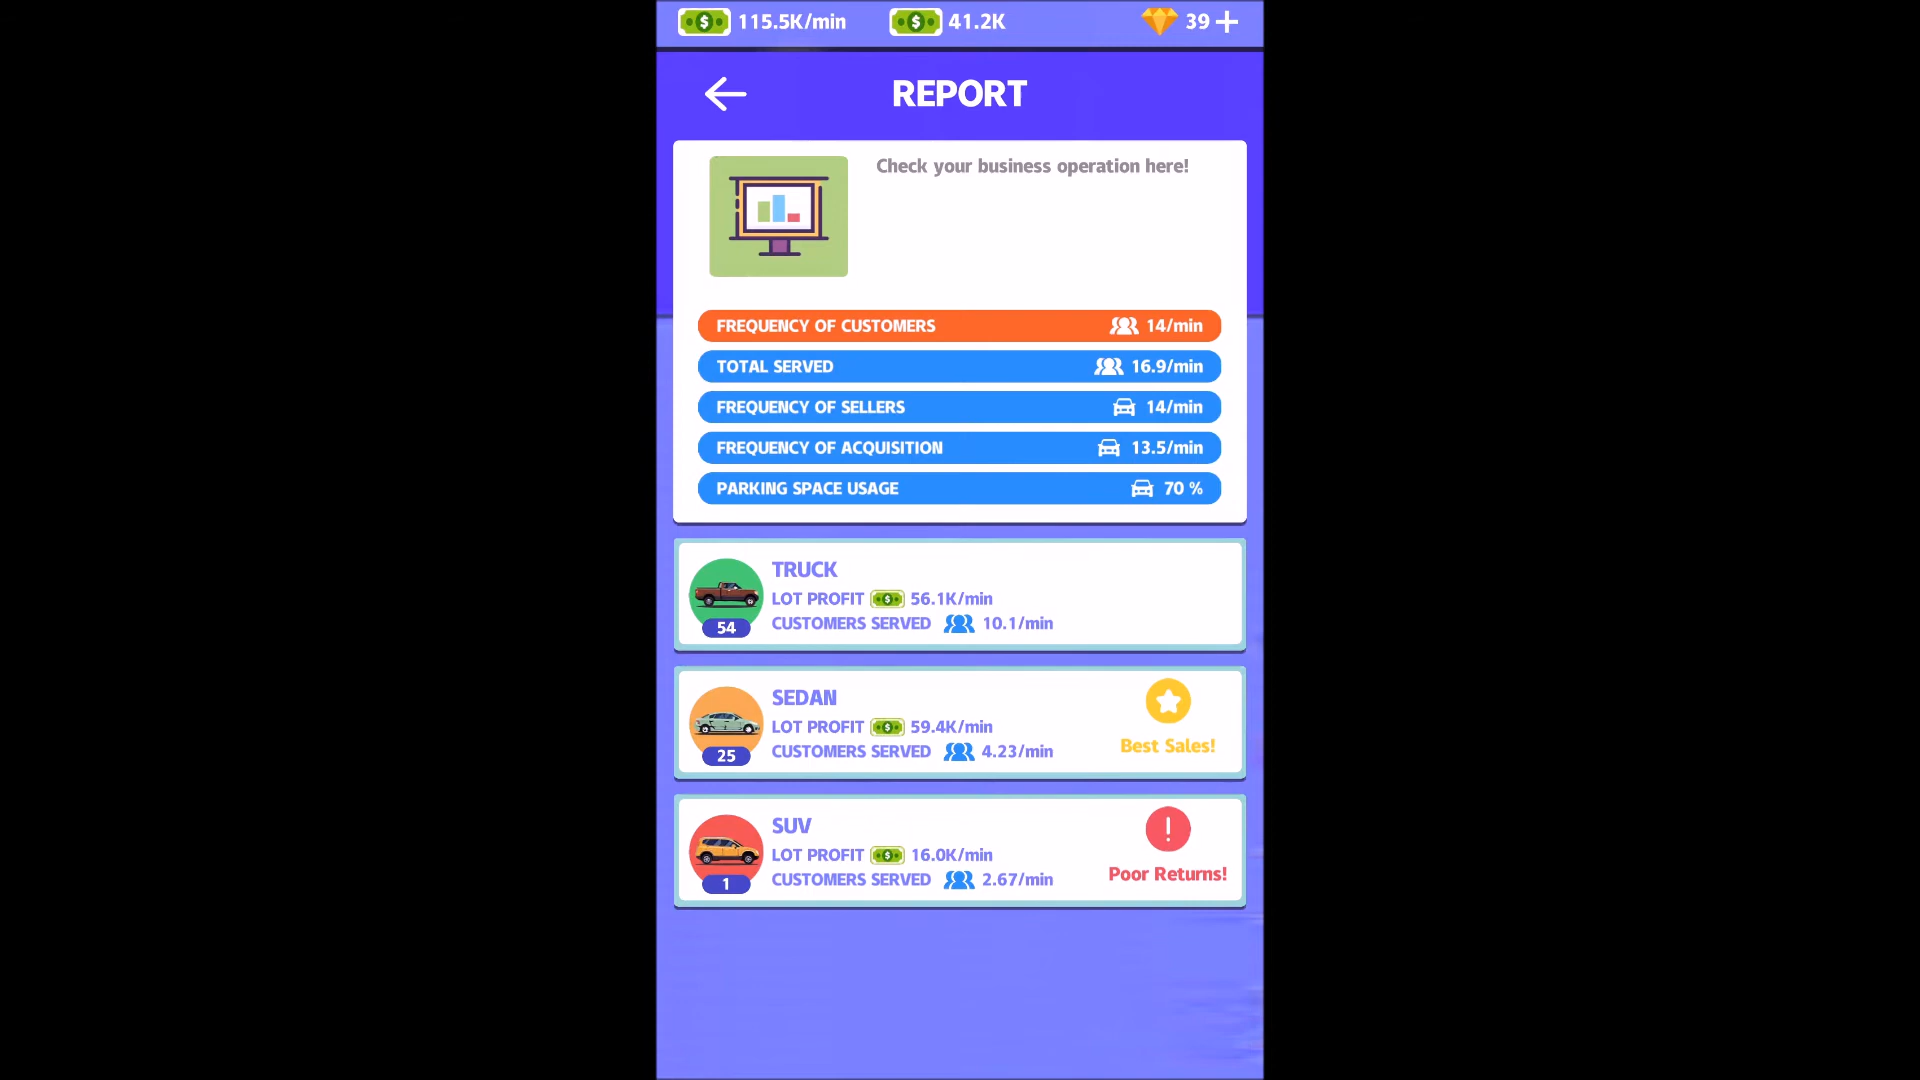 115.5K/min 41.2K 39
REPORT
Check your business operation here!
FREQUENCY OF CUSTOMERS 14/min
TOTAL SERVED 16.9/min
FREQUENCY OF SELLERS 14/min
FREQUENCY OF ACQUISITION 13.5/min
PARKING SPACE USAGE 70 %
TRUCK
LOT PROFIT 56.1K/min
CUSTOMERS SERVED 10.1/min
54
SEDAN
LOT PROFIT 59.4K/min
CUSTOMERS SERVED 4.23/min
25
Best Sales!
SUV
LOT PROFIT 16.0K/min
CUSTOMERS SERVED 2.67/min
1
Poor Returns!